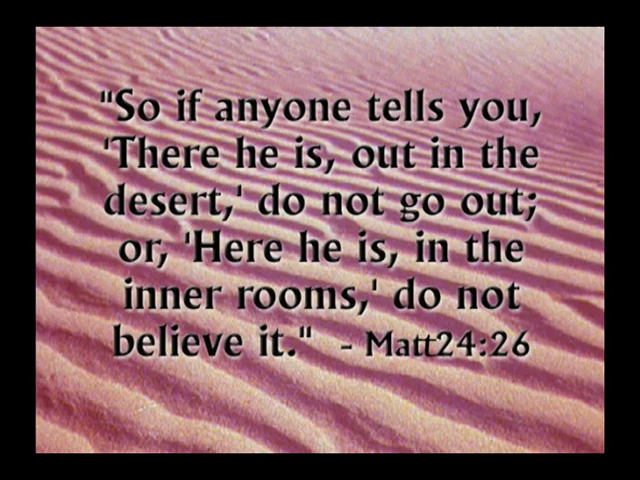 "So if anyone tells you,
'There he is, out in the
desert,' do not go out;
or, 'Here he is, in the
inner rooms,' do not
believe it." - Matt24:26